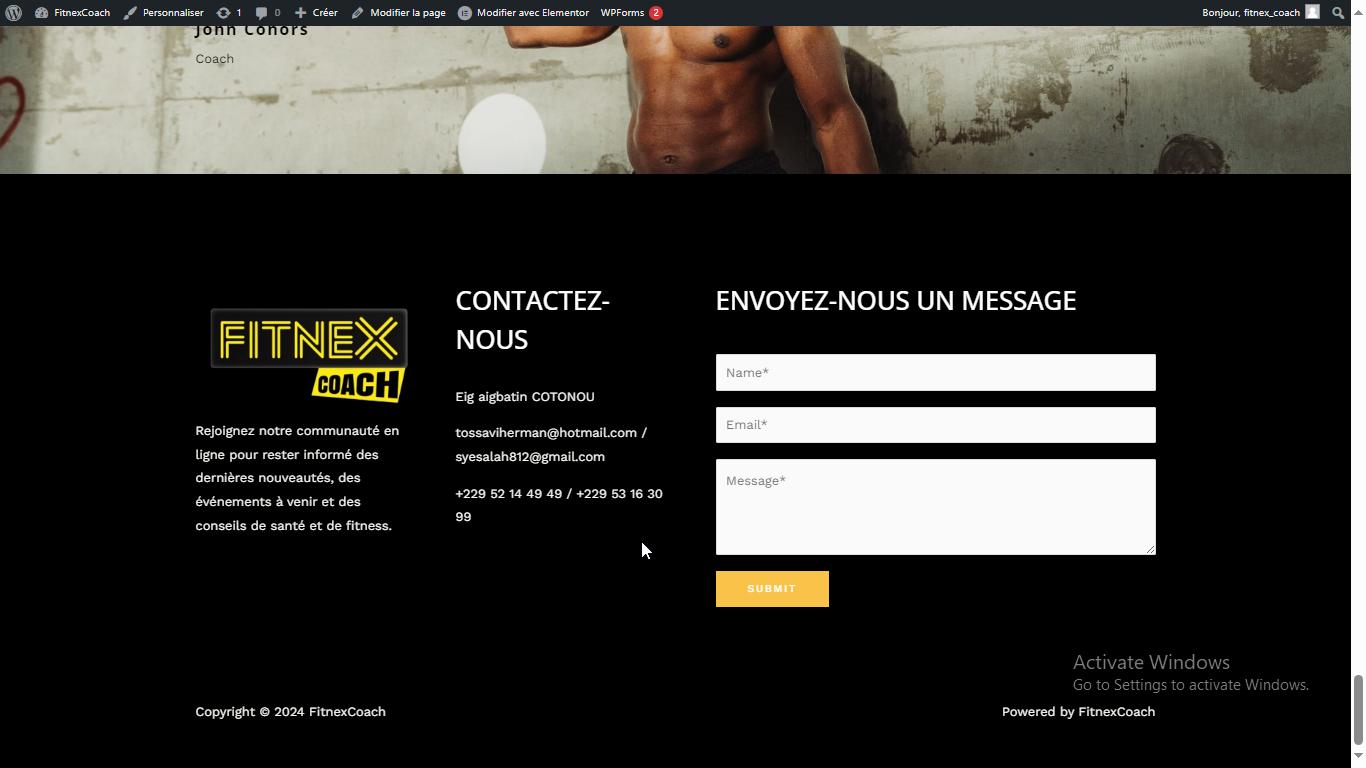 FitnexCoach
Personnaliser
1
0
Créer
Modifier la page
Modifier avec Elementor
WPForms 2
Bonjour, fitnex_coach
John Conors
Coach
FITNEX
COACH
Rejoignez notre communauté en
ligne pour rester informé des
dernières nouveautés, des
événements à venir et des
conseils de santé et de fitness.
CONTACTEZ-
NOUS
Eig aigbatin COTONOU
tossaviherman@hotmail.com /
syesalah812@gmail.com
+229 52 14 49 49 / +229 53 16 30
99
ENVOYEZ-NOUS UN MESSAGE
Name*
Email*
Message*
SUBMIT
Activate Windows
Go to Settings to activate Windows.
Copyright © 2024 FitnexCoach
Powered by FitnexCoach